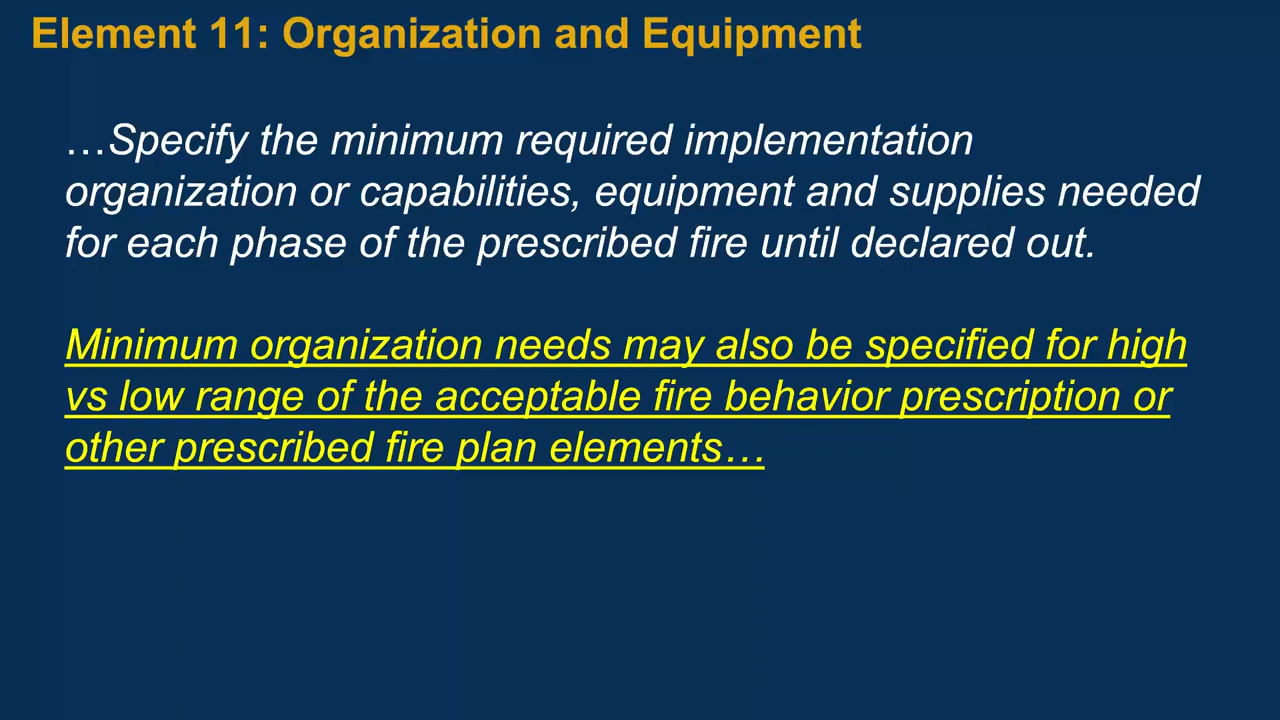 Element 11: Organization and Equipment
…Specify the minimum required implementation
organization or capabilities, equipment and supplies needed
for each phase of the prescribed fire until declared out.
Minimum organization needs may also be specified for high
vs low range of the acceptable fire behavior prescription or
other prescribed fire plan elements…